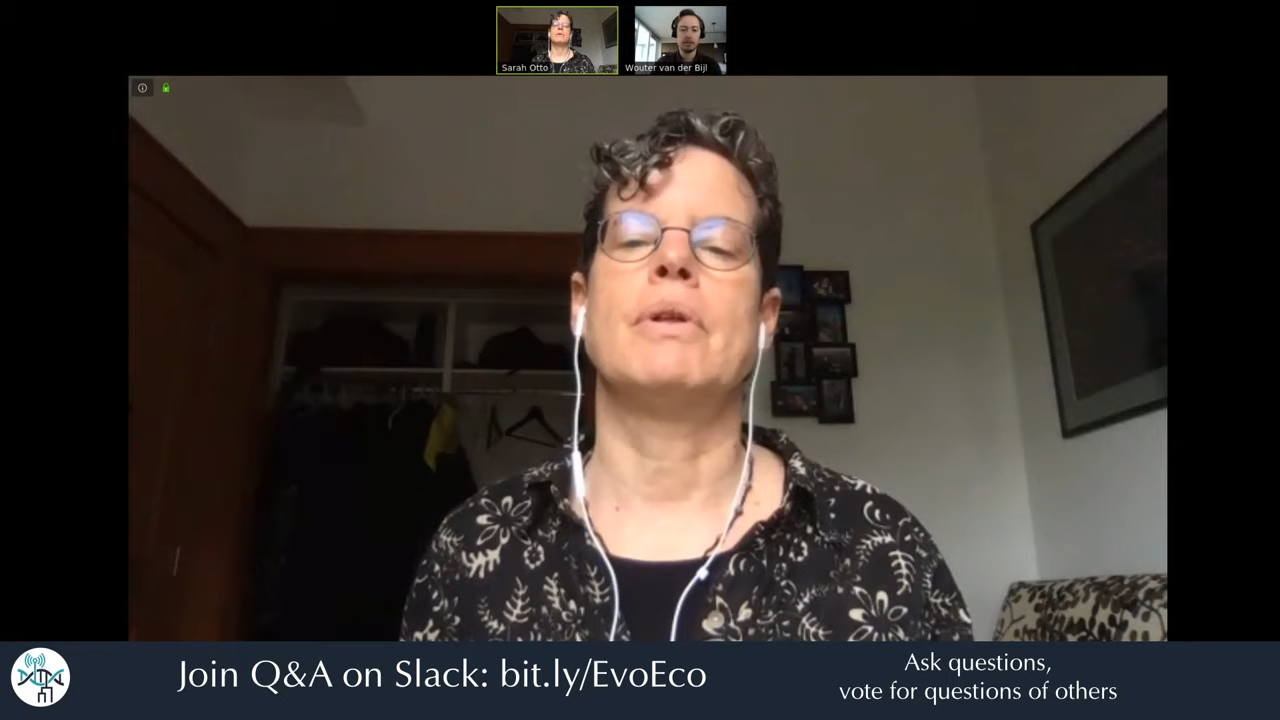 Sarah Otto
Wouter van der Bijl
Join Q&A on Slack: bit.ly/EvoEco
Ask questions,
vote for questions of others